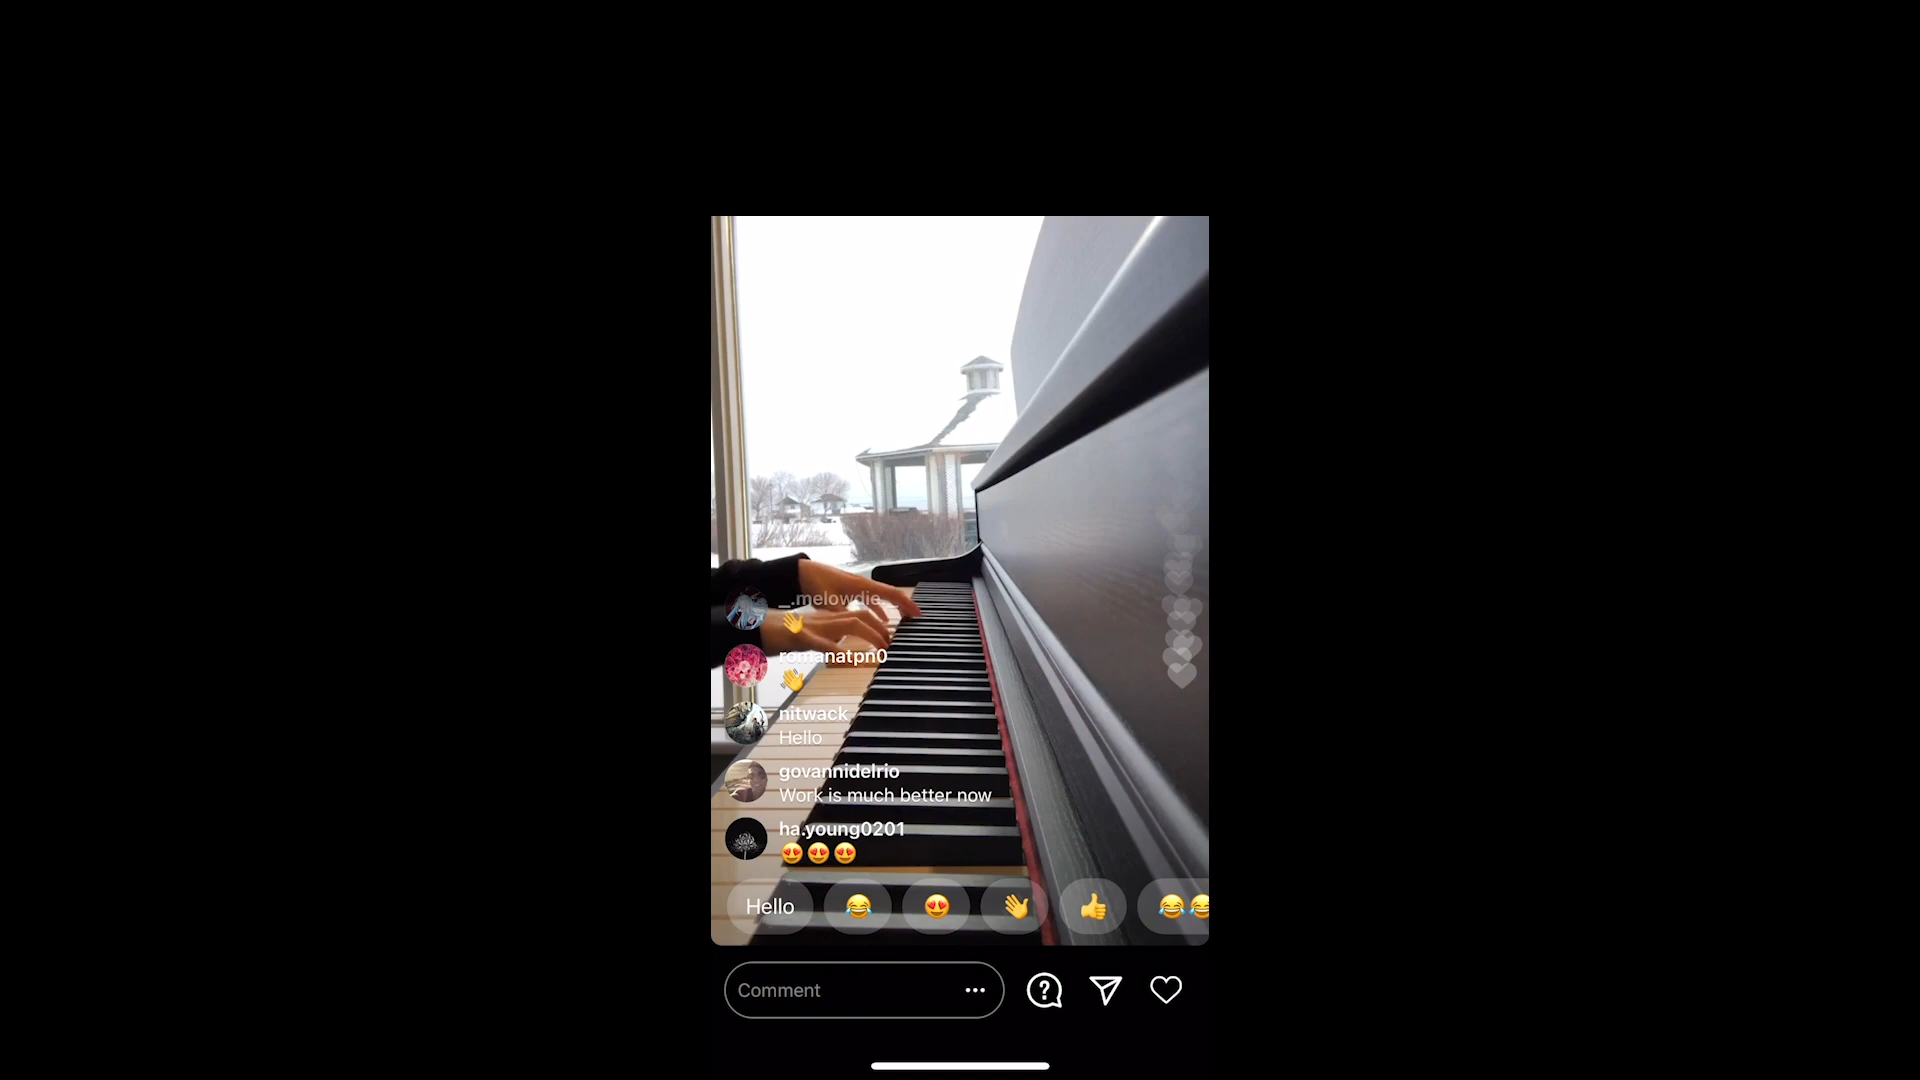 _.melowdie._
👋
romanatpn0
👋
nitwack
Hello
govannidelrio
Work is much better now
ha.young0201
😍😍😍
Hello 😂 😍 👋 👍 😂😂
Comment